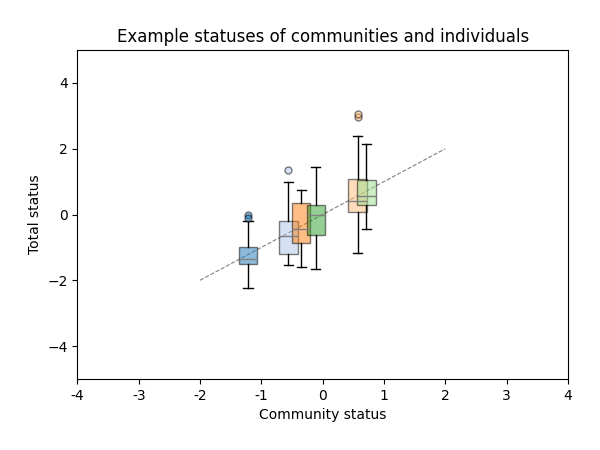 Example statuses of communities and individuals
Total status
4
2
0
−2
−4
-4 -3 -2 -1 0 1 2 3 4
Community status